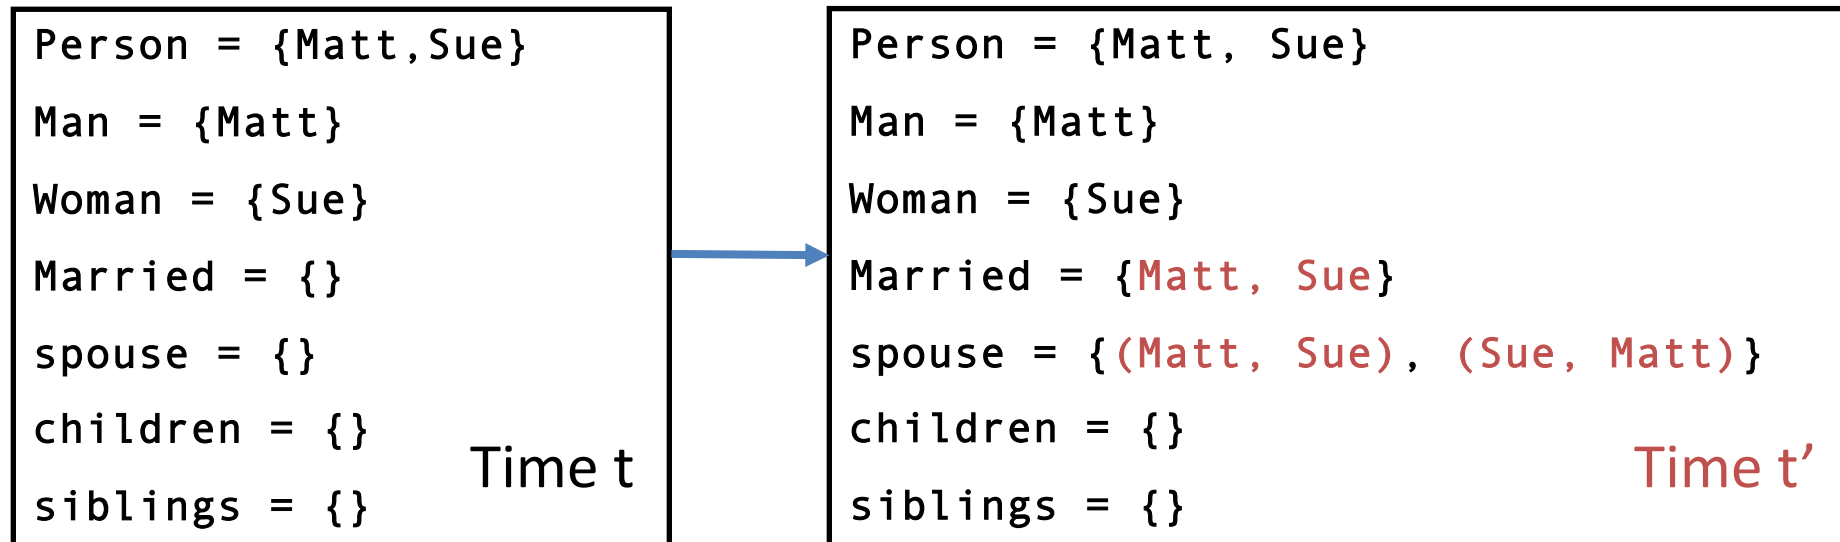 Person = {Matt,Sue}
Man = {Matt}
Woman = {Sue}
Married = {}
spouse = {}
children = {}
siblings = {}
Time t
Person = {Matt, Sue}
Man = {Matt}
Woman = {Sue}
Married = {Matt, Sue}
spouse = {(Matt, Sue), (Sue, Matt)}
children = {}
siblings = {}
Time t’